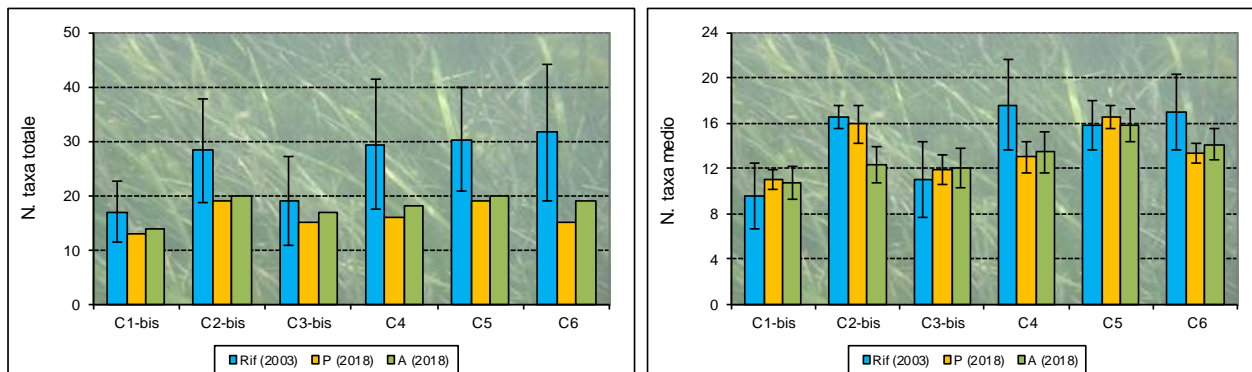 N. taxa totale
50
40
30
20
10
0
C1-bis C2-bis C3-bis C4 C5 C6
Rif (2003) P (2018) A (2018)
N. taxa medio
24
20
16
12
8
4
0
C1-bis C2-bis C3-bis C4 C5 C6
Rif (2003) P (2018) A (2018)